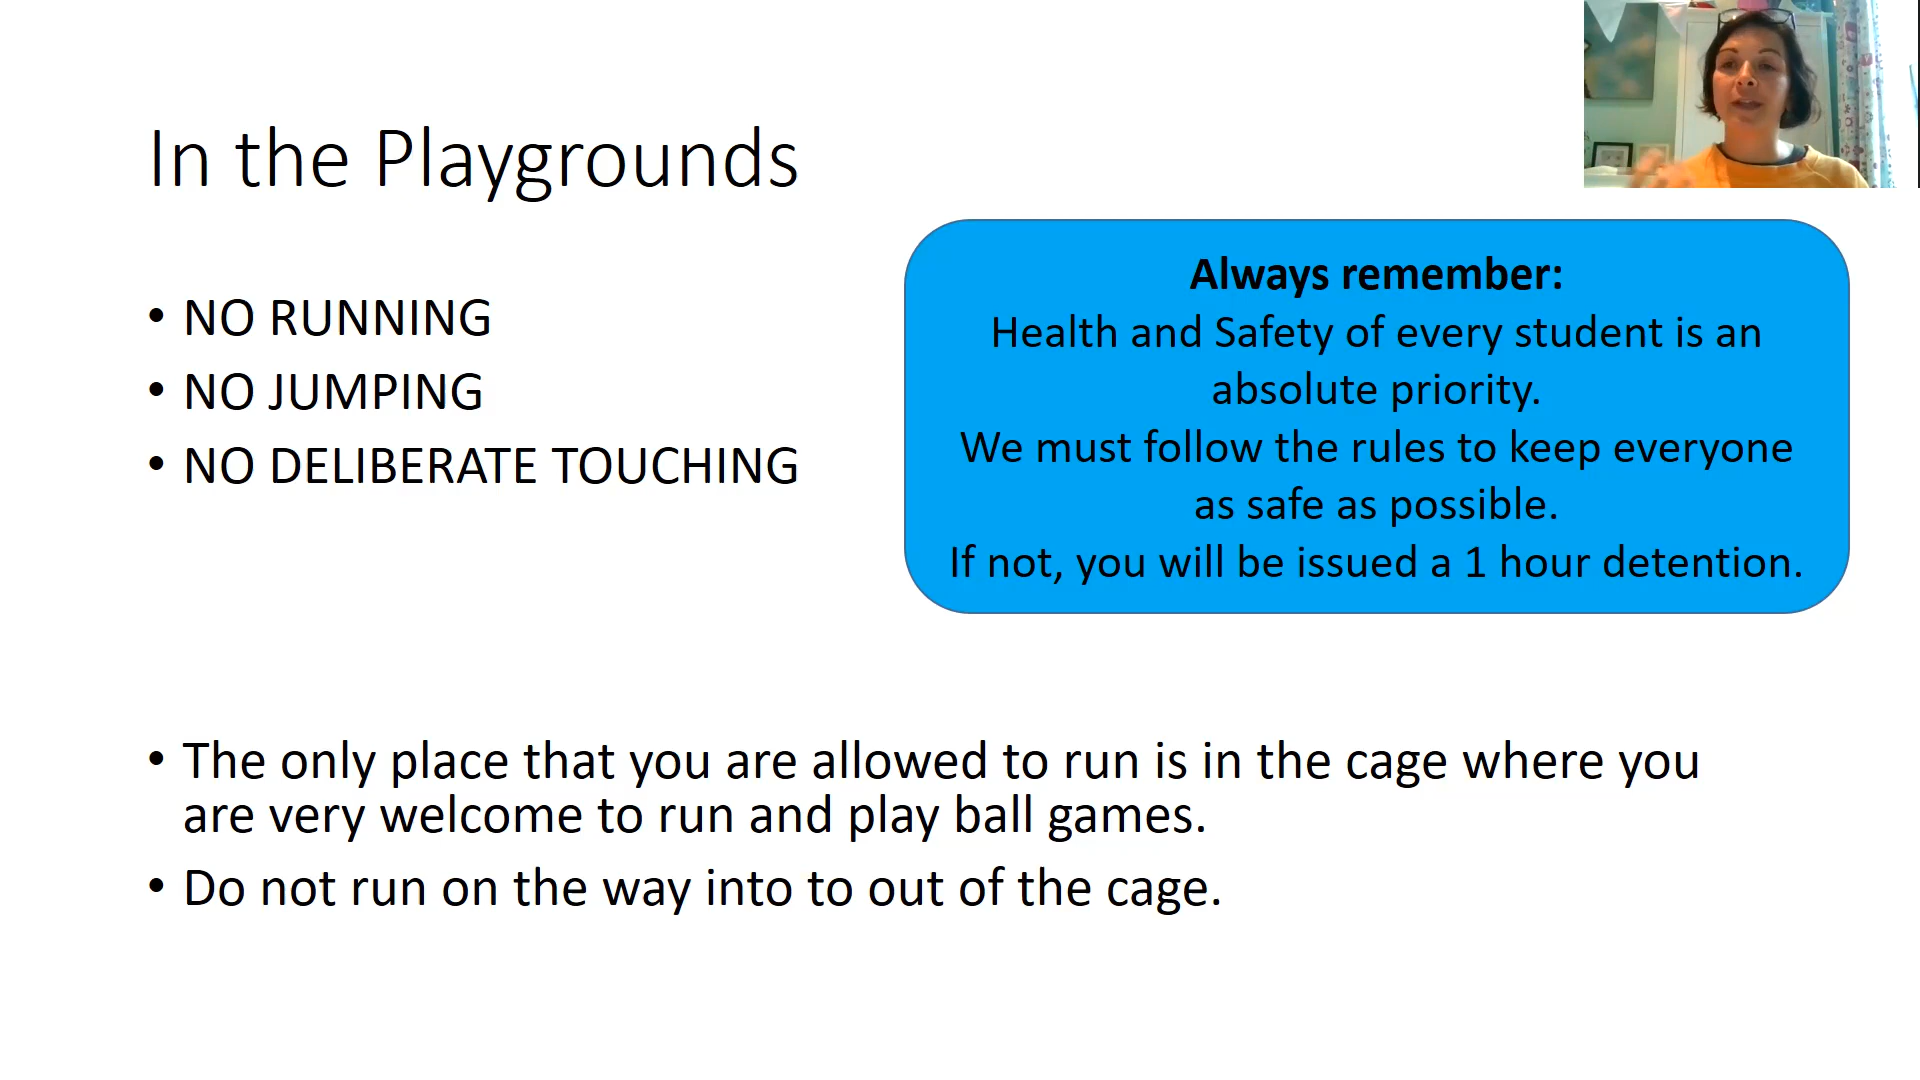 In the Playgrounds
• NO RUNNING
• NO JUMPING
• NO DELIBERATE TOUCHING
Always remember:
Health and Safety of every student is an
absolute priority.
We must follow the rules to keep everyone
as safe as possible.
If not, you will be issued a 1 hour detention.
• The only place that you are allowed to run is in the cage where you
are very welcome to run and play ball games.
• Do not run on the way into to out of the cage.